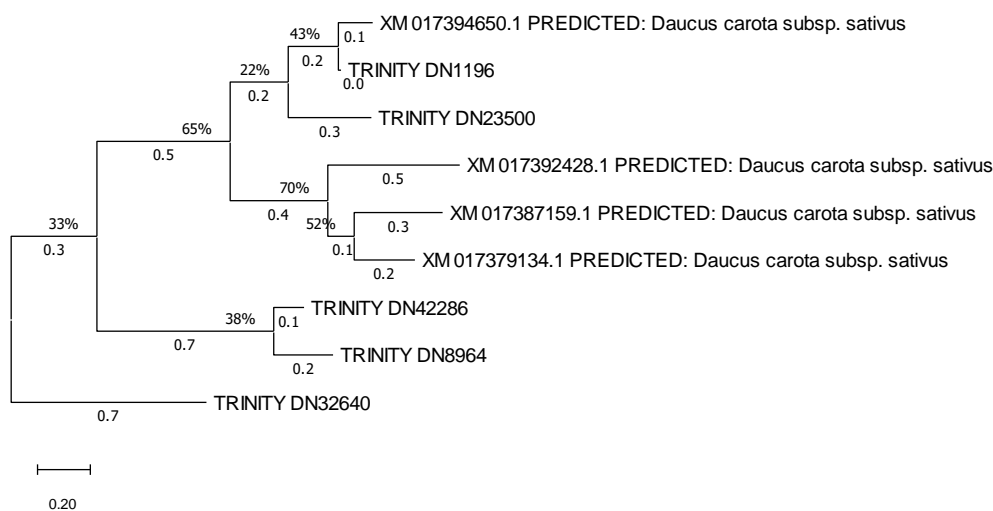 XM 017394650.1 PREDICTED: Daucus carota subsp. sativus
43%
0.1
0.2
TRINITY DN1196
0.0
22%
0.2
TRINITY DN23500
0.3
65%
0.5
XM 017392428.1 PREDICTED: Daucus carota subsp. sativus
0.5
70%
0.4
XM 017387159.1 PREDICTED: Daucus carota subsp. sativus
52%
0.3
0.1
33%
0.3
XM 017379134.1 PREDICTED: Daucus carota subsp. sativus
0.2
TRINITY DN42286
38%
0.1
0.7
TRINITY DN8964
0.2
TRINITY DN32640
0.7
0.20